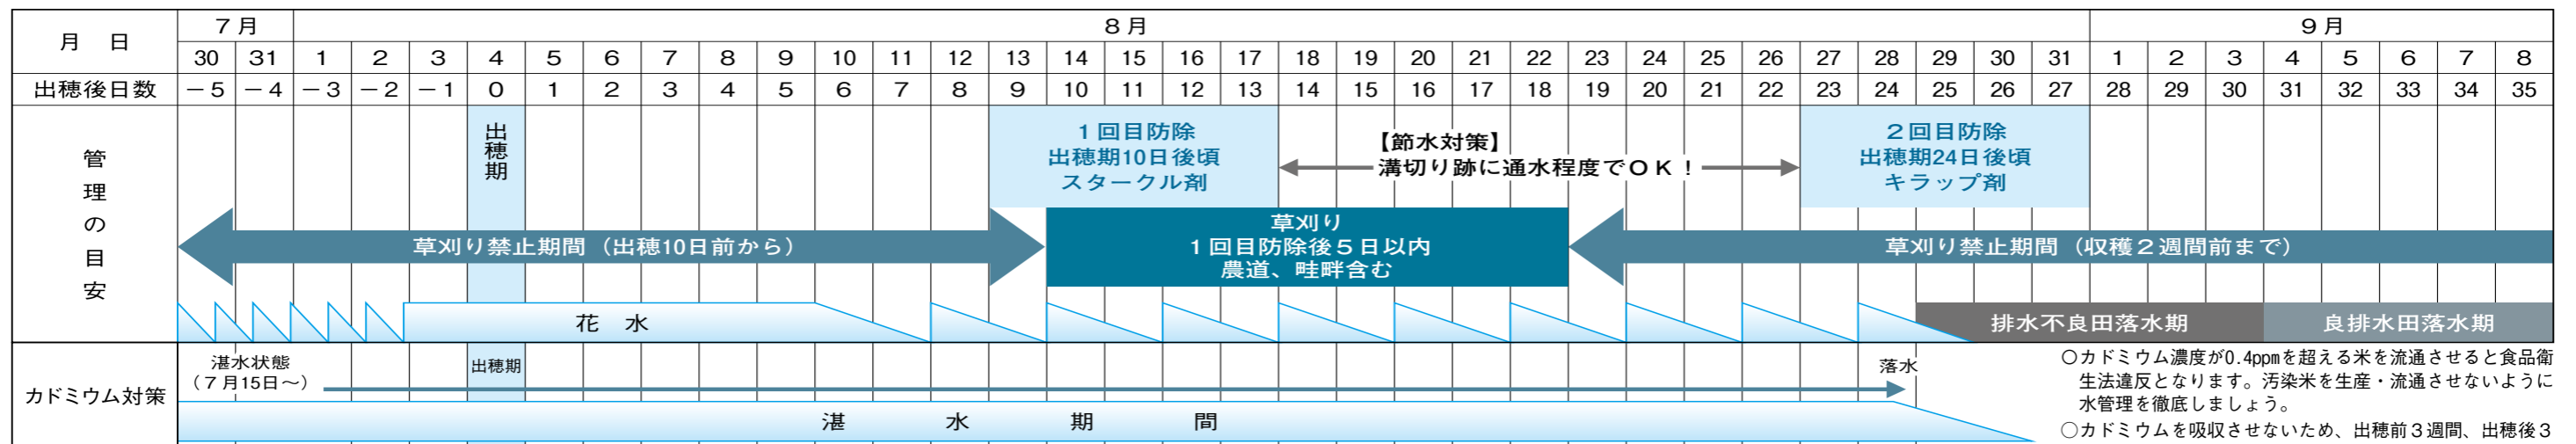 月　日
７月
８月
９月
30 31 1 2 3 4 5 6 7 8 9 10 11 12 13 14 15 16 17 18 19 20 21 22 23 24 25 26 27 28 29 30 31 1 2 3 4 5 6 7 8
出穂後日数
－5 －4 －3 －2 －1 0 1 2 3 4 5 6 7 8 9 10 11 12 13 14 15 16 17 18 19 20 21 22 23 24 25 26 27 28 29 30 31 32 33 34 35
管理の目安
出穂期
１回目防除
出穂期10日後頃
スタークル剤
【節水対策】
溝切り跡に通水程度でＯＫ！
２回目防除
出穂期24日後頃
キラップ剤
草刈り禁止期間（出穂10日前から）
草刈り
１回目防除後５日以内
農道、畦畔含む
草刈り禁止期間（収穫２週間前まで）
花　水
排水不良田落水期
良排水田落水期
カドミウム対策
湛水状態
（７月15日～）
出穂期
落水
湛　水　期　間
○カドミウム濃度が0.4ppmを超える米を流通させると食品衛
生法違反となります。汚染米を生産・流通させないように
水管理を徹底しましょう。
○カドミウムを吸収させないため、出穂前３週間、出穂後３